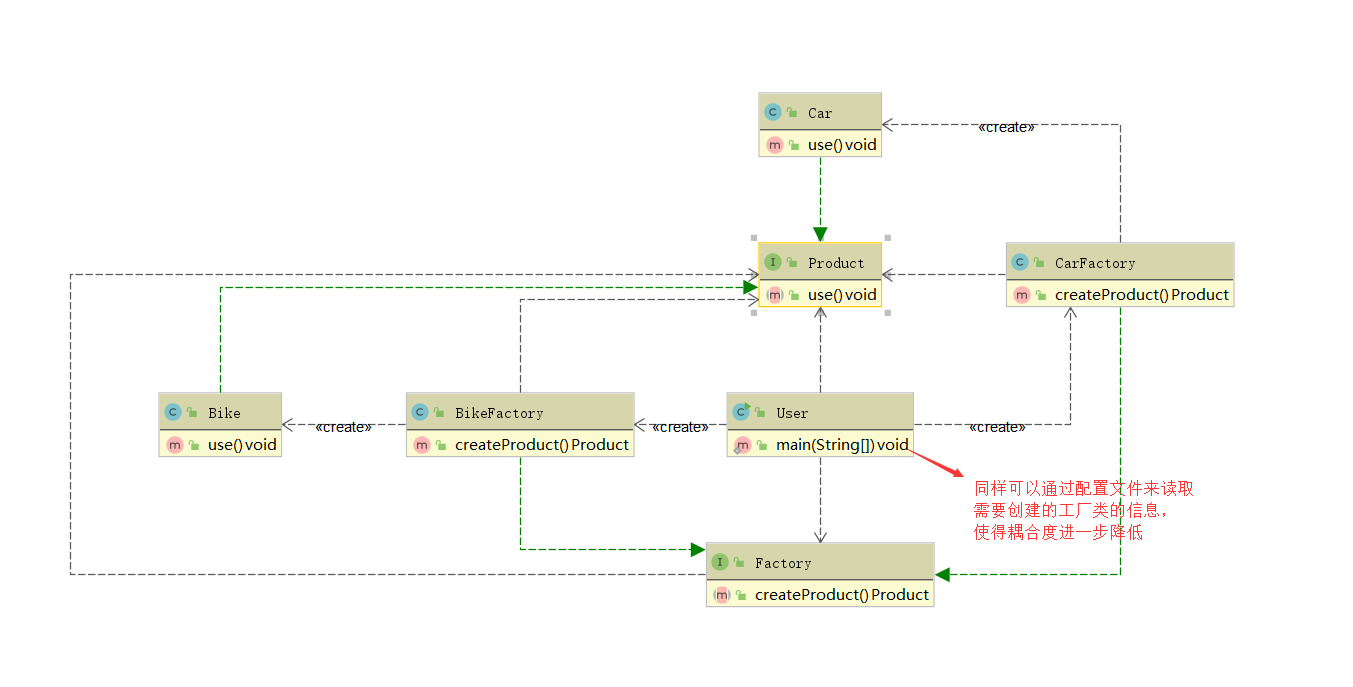 Car
«create»
use() void
Product
CarFactory
use() void
createProduct() Product
Bike
BikeFactory
User
«create»
«create»
«create»
use() void
createProduct() Product
main(String[]) void
同样可以通过配置文件来读取
需要创建的工厂类的信息，
使得耦合度进一步降低
Factory
createProduct() Product